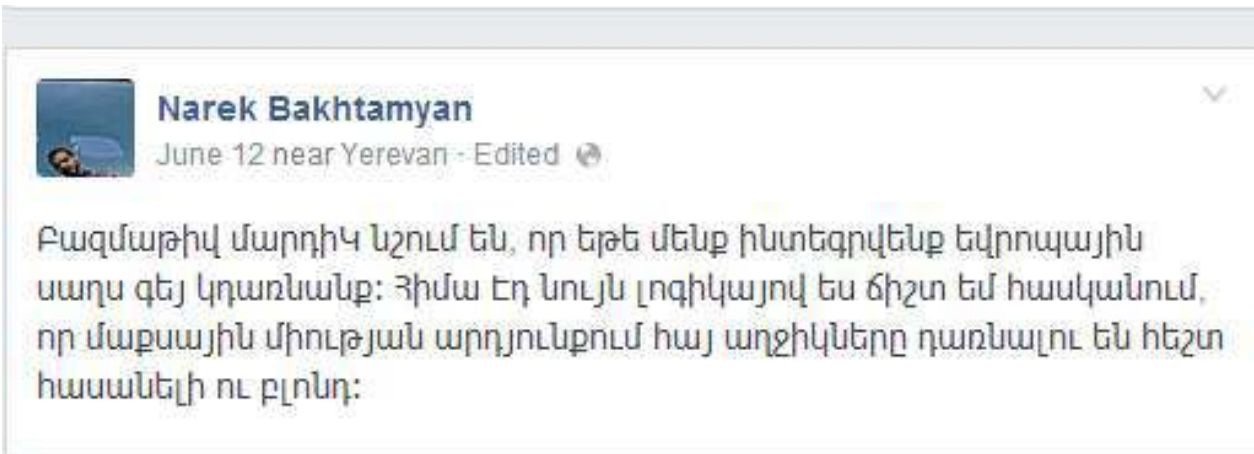 Narek Bakhtamyan
June 12 near Yerevan · Edited
Բազմաթիվ մարդիԿ նշում են, որ եթե մենք ինտեգրվենք եվրոպային
սաղս գեյ կդառնանք: Հիմա Էդ նույն լոգիկայով ես ճիշտ եմ հասկանում,
որ մաքսային միության արդյունքում հայ աղջիկները դառնալու են հեշտ
հասանելի ու բլոնդ: